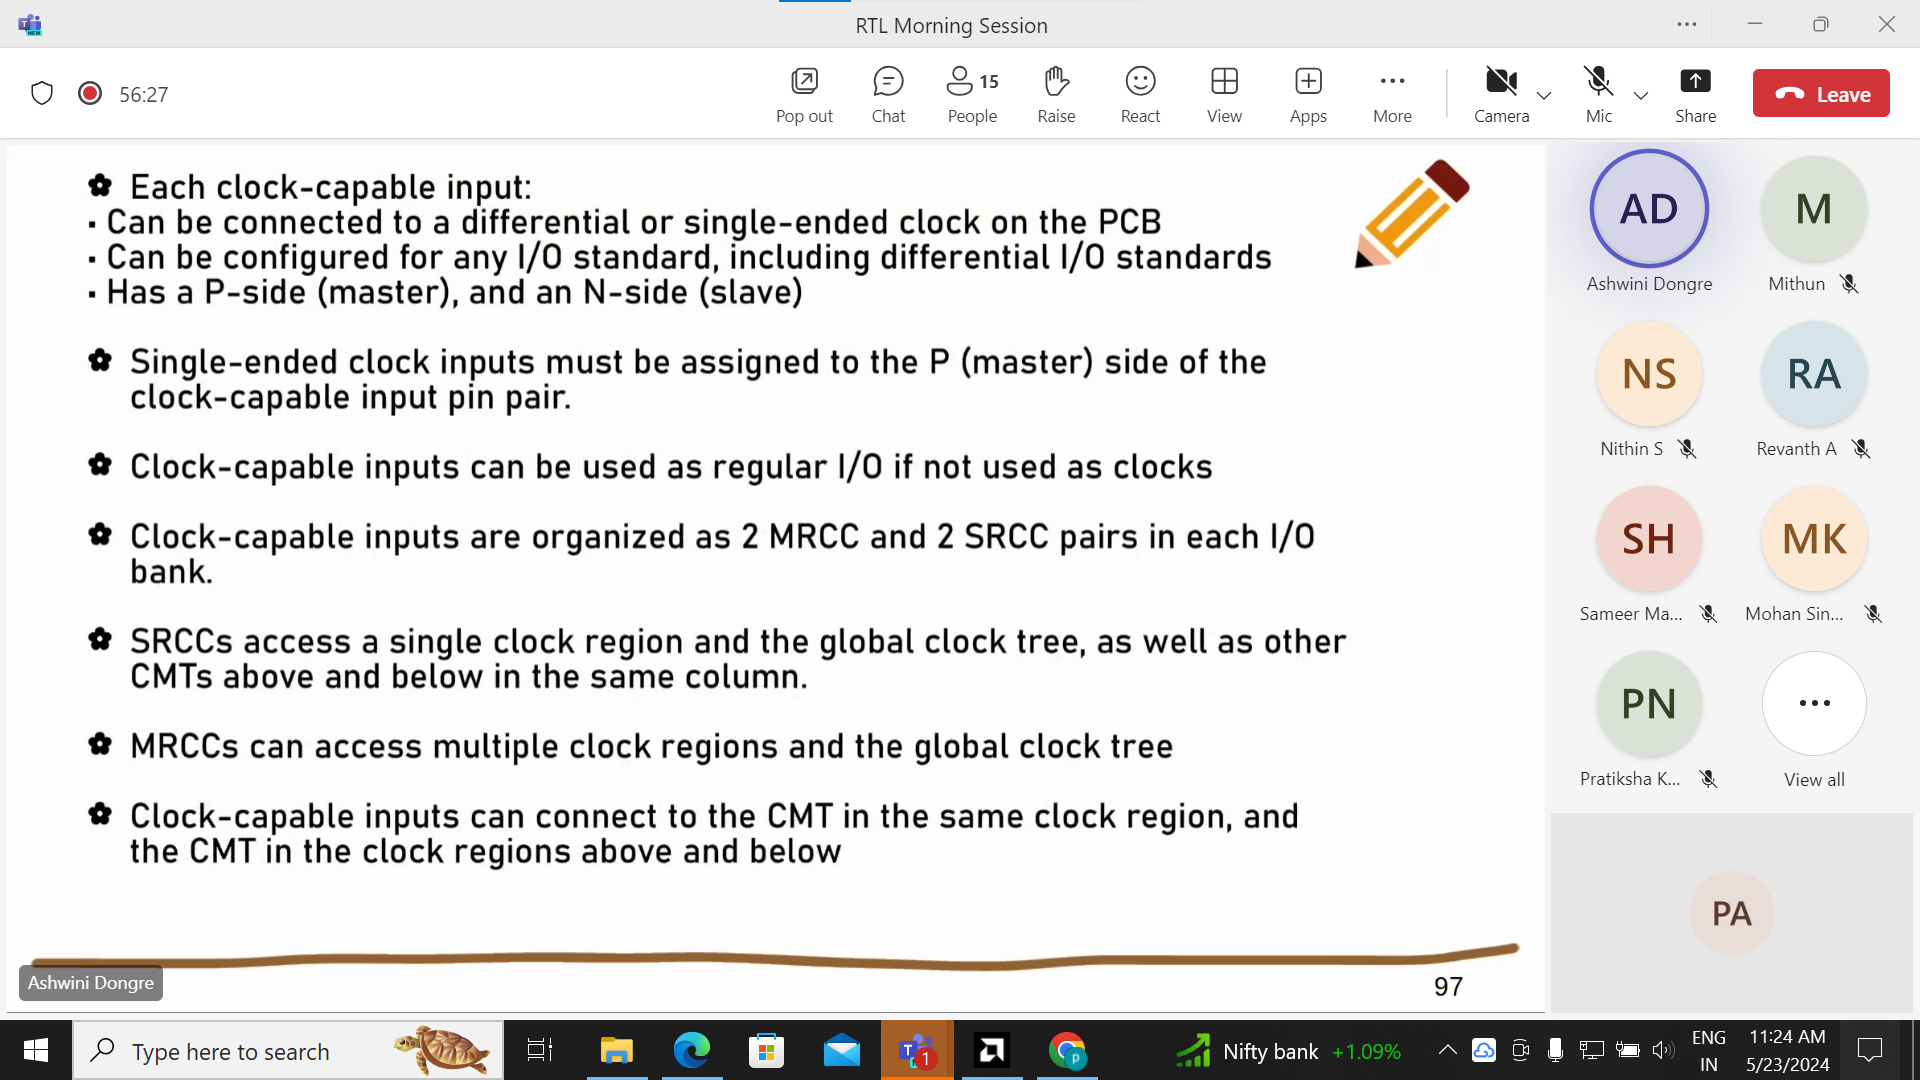 RTL Morning Session
NEW
56:27
Pop out
Chat
15
People
Raise
React
View
Apps
More
Camera
Mic
Share
Leave
Each clock-capable input:
▪ Can be connected to a differential or single-ended clock on the PCB
▪ Can be configured for any I/O standard, including differential I/O standards
▪ Has a P-side (master), and an N-side (slave)
Single-ended clock inputs must be assigned to the P (master) side of the
clock-capable input pin pair.
Clock-capable inputs can be used as regular I/O if not used as clocks
Clock-capable inputs are organized as 2 MRCC and 2 SRCC pairs in each I/O
bank.
SRCCs access a single clock region and the global clock tree, as well as other
CMTs above and below in the same column.
MRCCs can access multiple clock regions and the global clock tree
Clock-capable inputs can connect to the CMT in the same clock region, and
the CMT in the clock regions above and below
Ashwini Dongre
97
AD
Ashwini Dongre
M
Mithun
NS
Nithin S
RA
Revanth A
SH
Sameer Ma...
MK
Mohan Sin...
PN
Pratiksha K...
View all
PA
Type here to search
1
p
Nifty bank +1.09%
ENG
IN
11:24 AM
5/23/2024